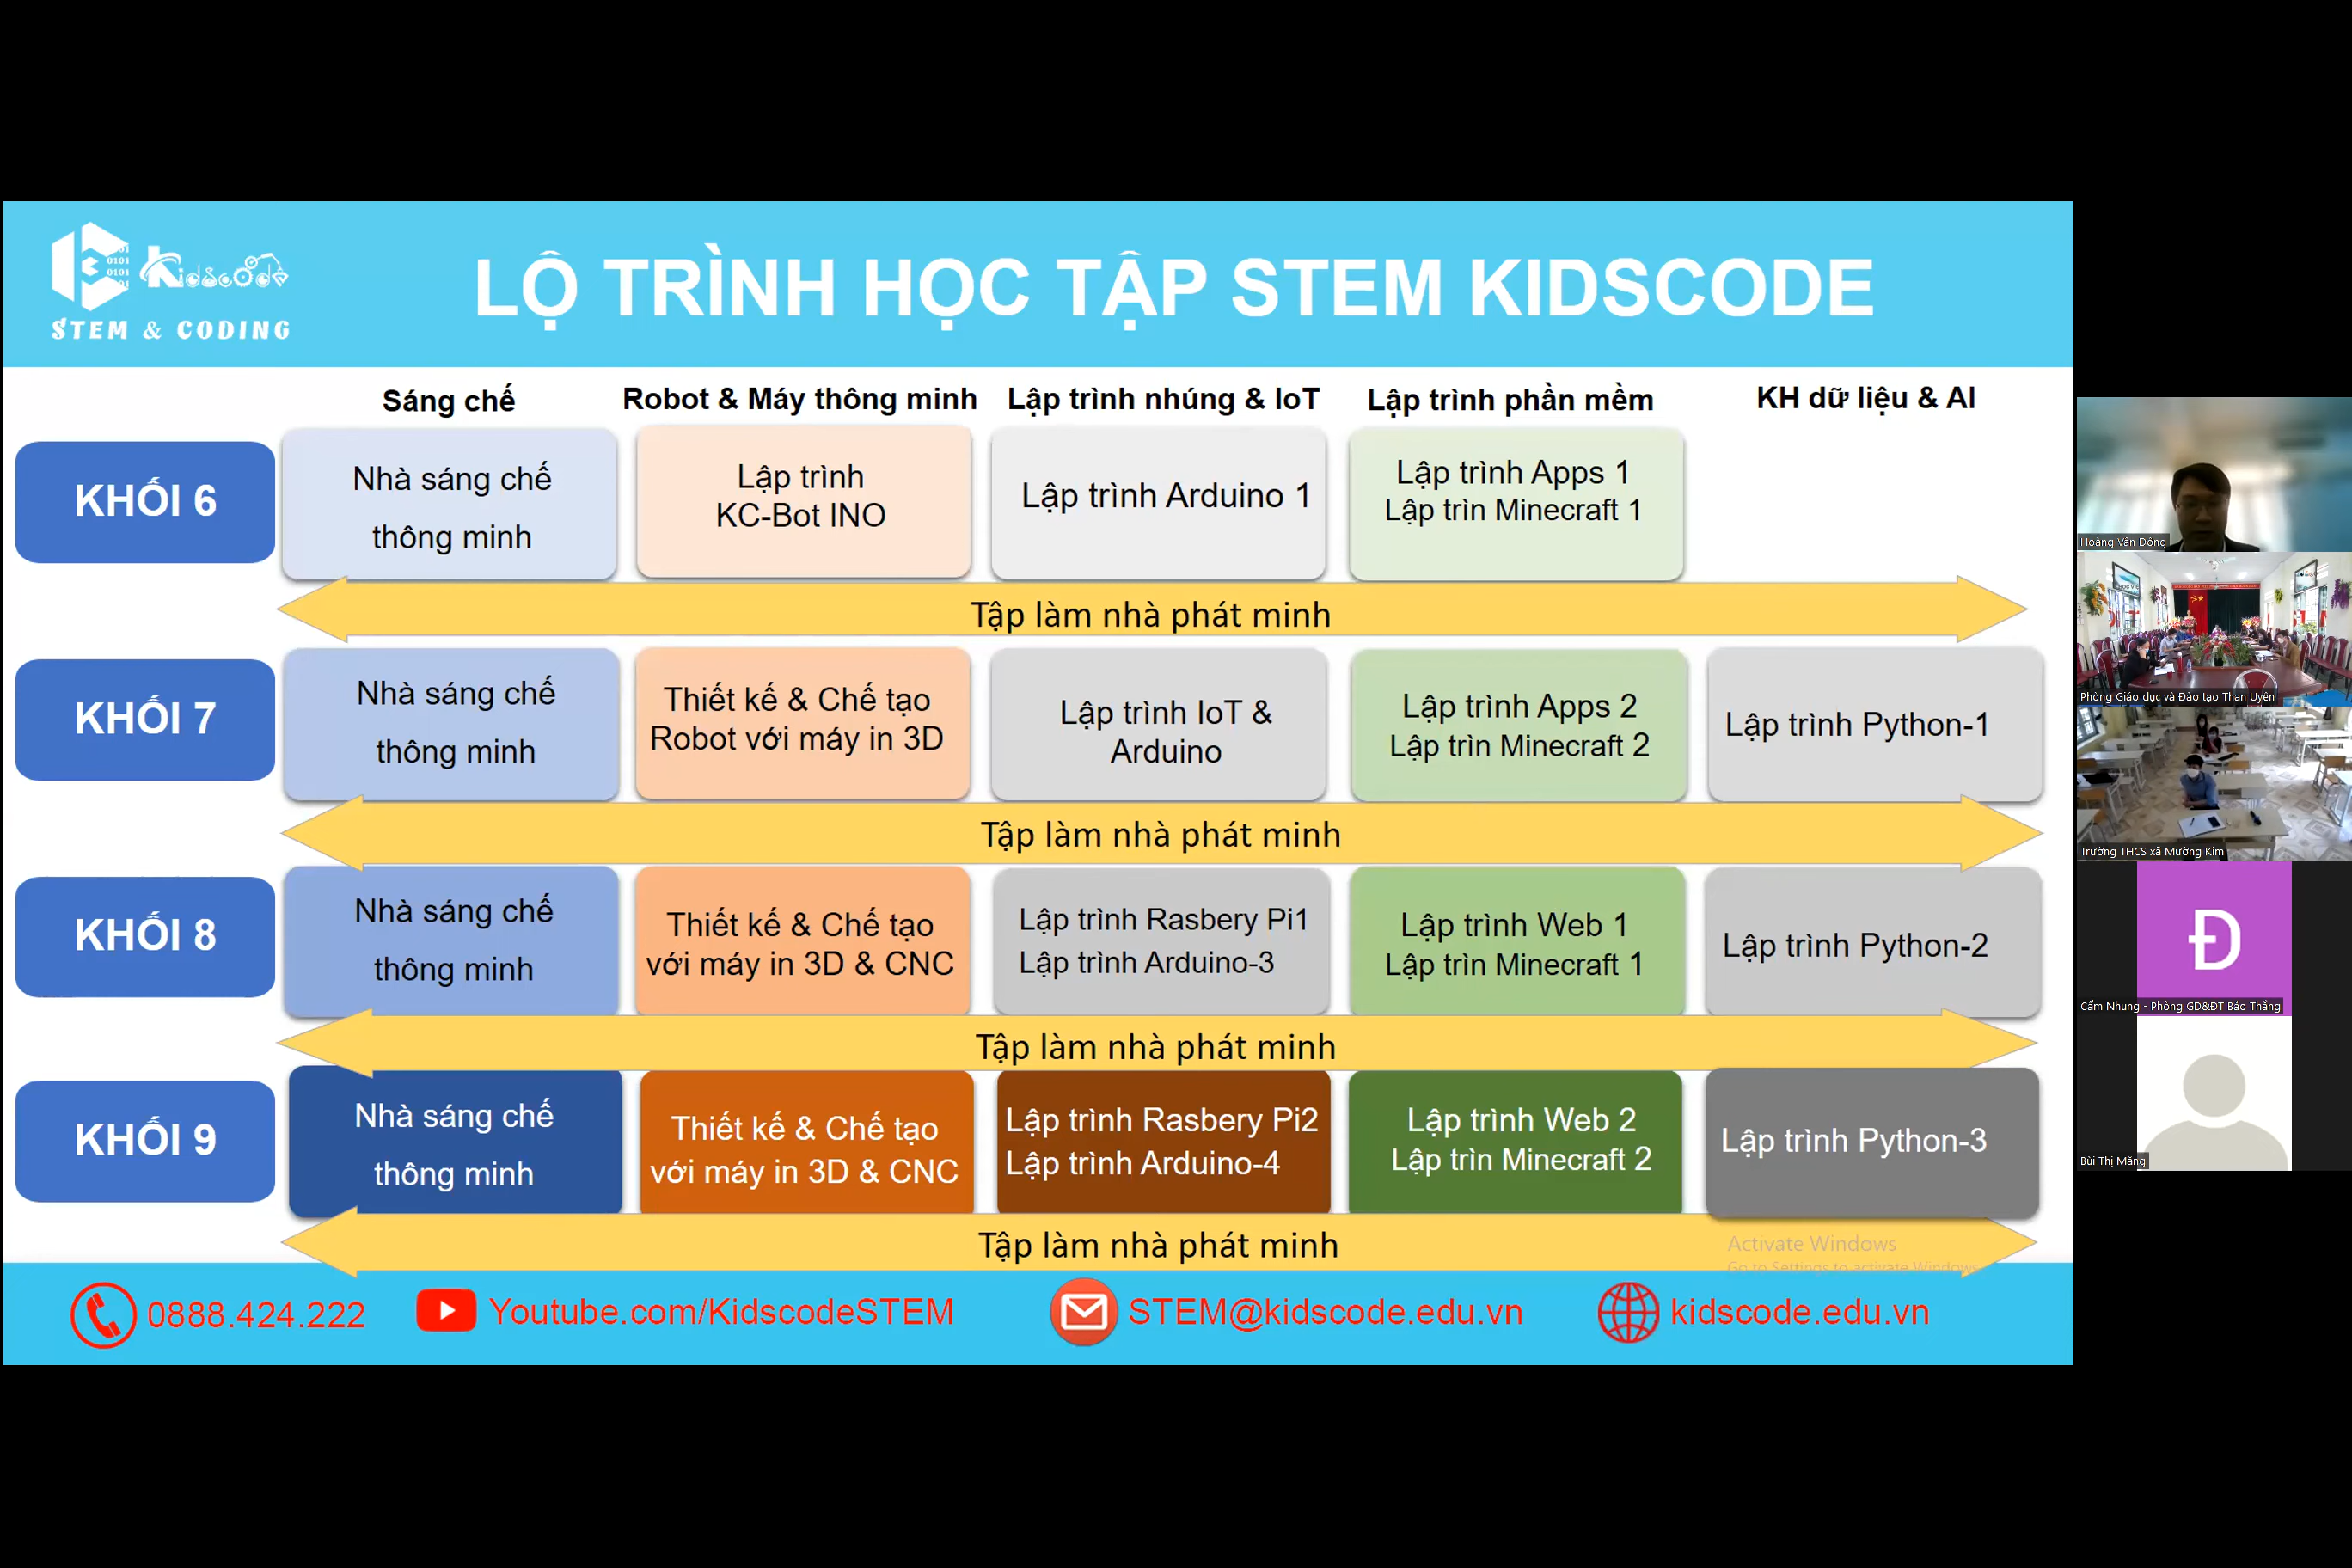 Kidscode
STEM & CODING
LỘ TRÌNH HỌC TẬP STEM KIDSCODE
Sáng chế
Robot & Máy thông minh
Lập trình nhúng & IoT
Lập trình phần mềm
KH dữ liệu & AI
KHỐI 6
Nhà sáng chế
thông minh
Lập trình
KC-Bot INO
Lập trình Arduino 1
Lập trình Apps 1
Lập trìn Minecraft 1
Tập làm nhà phát minh
KHỐI 7
Nhà sáng chế
thông minh
Thiết kế & Chế tạo
Robot với máy in 3D
Lập trình IoT &
Arduino
Lập trình Apps 2
Lập trìn Minecraft 2
Lập trình Python-1
Tập làm nhà phát minh
KHỐI 8
Nhà sáng chế
thông minh
Thiết kế & Chế tạo
với máy in 3D & CNC
Lập trình Rasbery Pi1
Lập trình Arduino-3
Lập trình Web 1
Lập trìn Minecraft 1
Lập trình Python-2
Tập làm nhà phát minh
KHỐI 9
Nhà sáng chế
thông minh
Thiết kế & Chế tạo
với máy in 3D & CNC
Lập trình Rasbery Pi2
Lập trình Arduino-4
Lập trình Web 2
Lập trìn Minecraft 2
Lập trình Python-3
Tập làm nhà phát minh
Activate Windows
Go to Settings to activate Windows
0888.424.222
Youtube.com/KidscodeSTEM
STEM@kidscode.edu.vn
kidscode.edu.vn
Hoàng Vân Đông
Phòng Giáo dục và Đào tạo Than Uyên
Trường THCS xã Mường Kim
Đ
Cẩm Nhung - Phòng GD&ĐT Bảo Thắng
Bùi Thị Măng